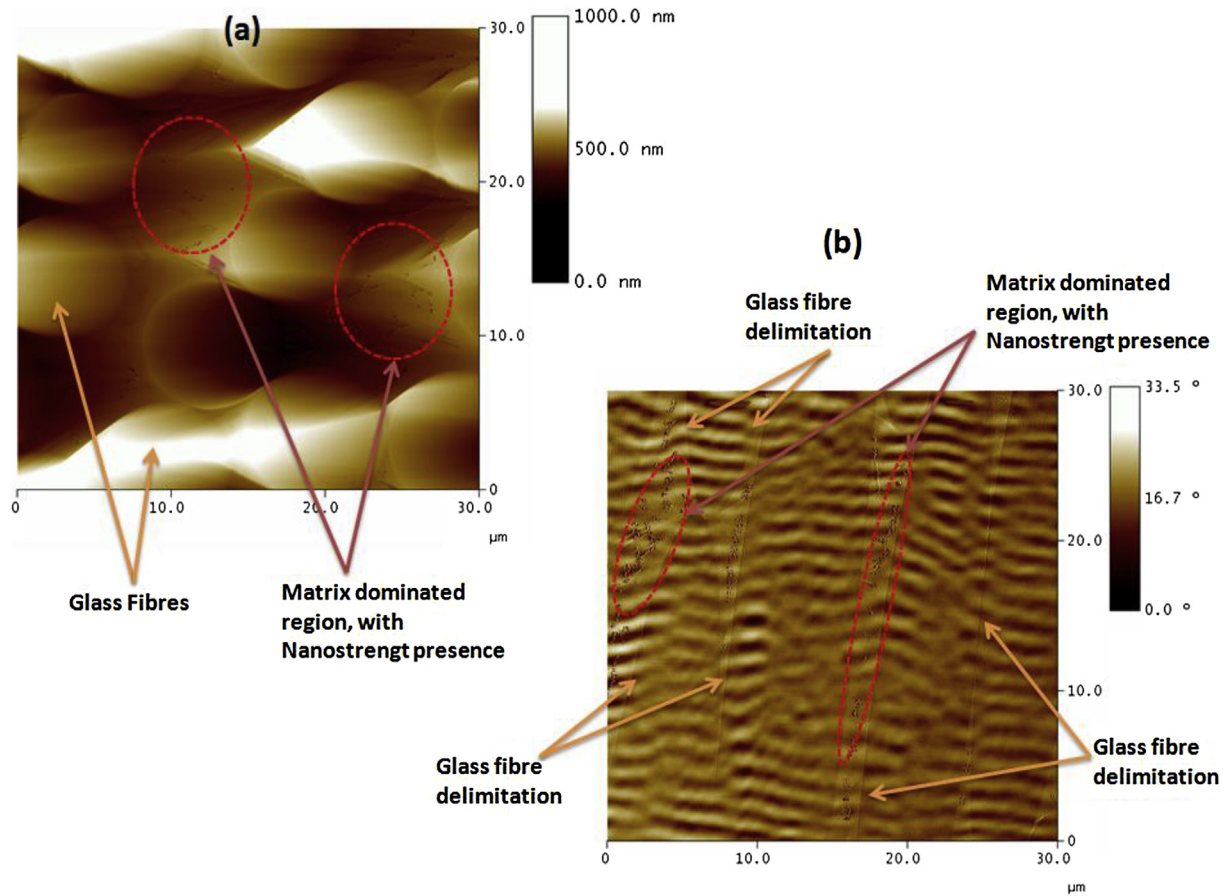 (a)
30.0
20.0
10.0
0
0
10.0
20.0
30.0
µm
1000.0 nm
500.0 nm
0.0 nm
Glass Fibres
Matrix dominated
region, with
Nanostrengt presence
(b)
Glass fibre
delimitation
Matrix dominated
region, with
Nanostrengt presence
30.0
20.0
10.0
0
0
10.0
20.0
30.0
µm
33.5 °
16.7 °
0.0 °
Glass fibre
delimitation
Glass fibre
delimitation